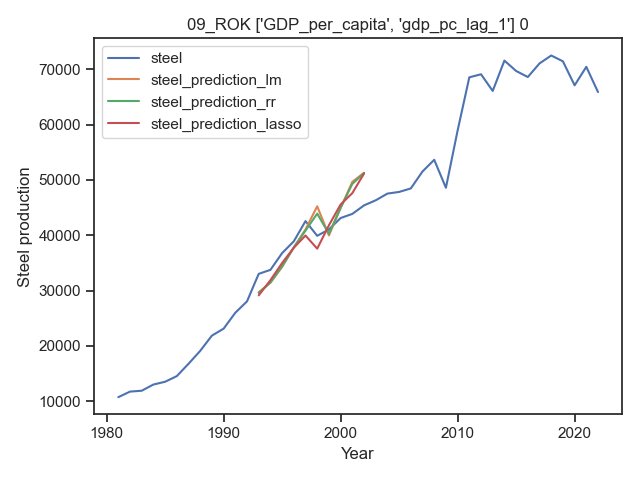 09_ROK ['GDP_per_capita', 'gdp_pc_lag_1'] 0
steel
steel_prediction_lm
steel_prediction_rr
steel_prediction_lasso
Steel production
70000
60000
50000
40000
30000
20000
10000
1980 1990 2000 2010 2020
Year